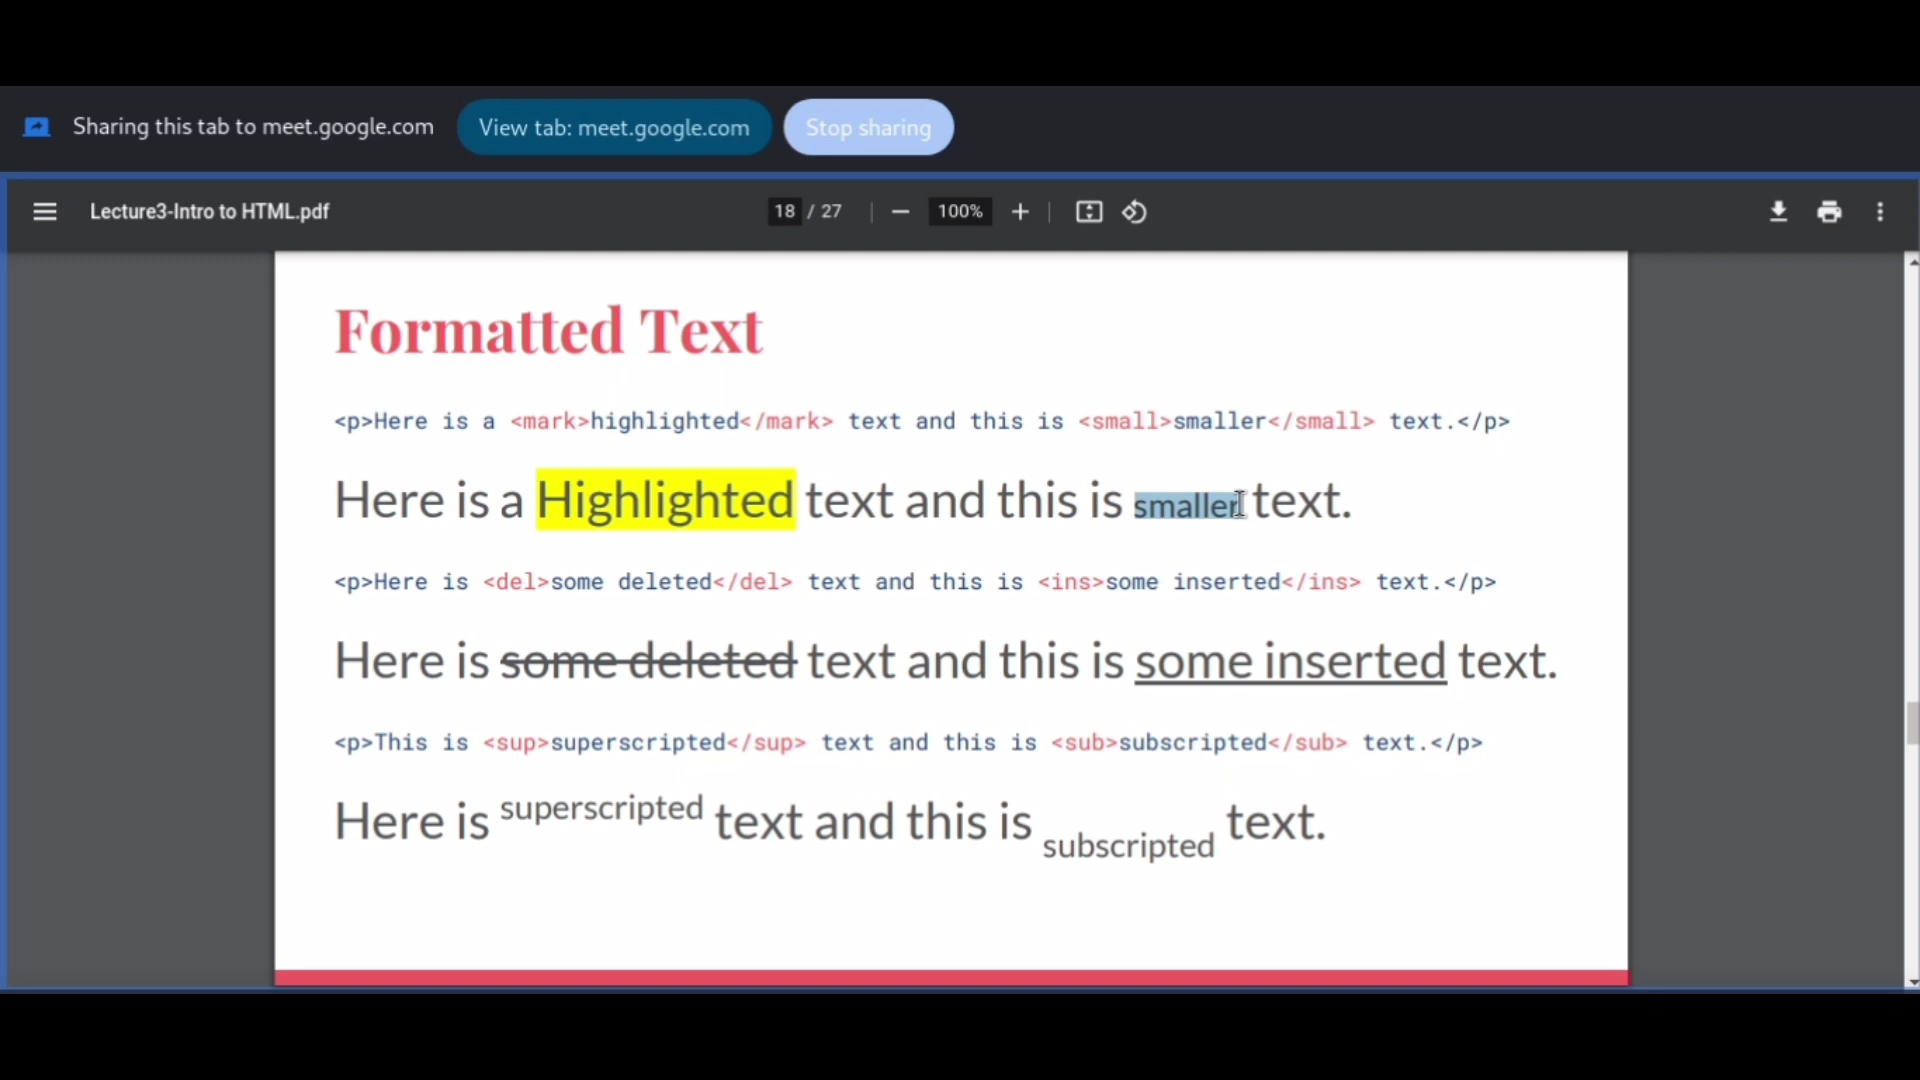 Sharing this tab to meet.google.com View tab: meet.google.com Stop sharing
Lecture3-Intro to HTML.pdf 18 / 27 100%
Formatted Text
<p>Here is a <mark>highlighted</mark> text and this is <small>smaller</small> text.</p>
Here is a Highlighted text and this is smaller text.
<p>Here is <del>some deleted</del> text and this is <ins>some inserted</ins> text.</p>
Here is some deleted text and this is some inserted text.
<p>This is <sup>superscripted</sup> text and this is <sub>subscripted</sub> text.</p>
Here is superscripted text and this is subscripted text.